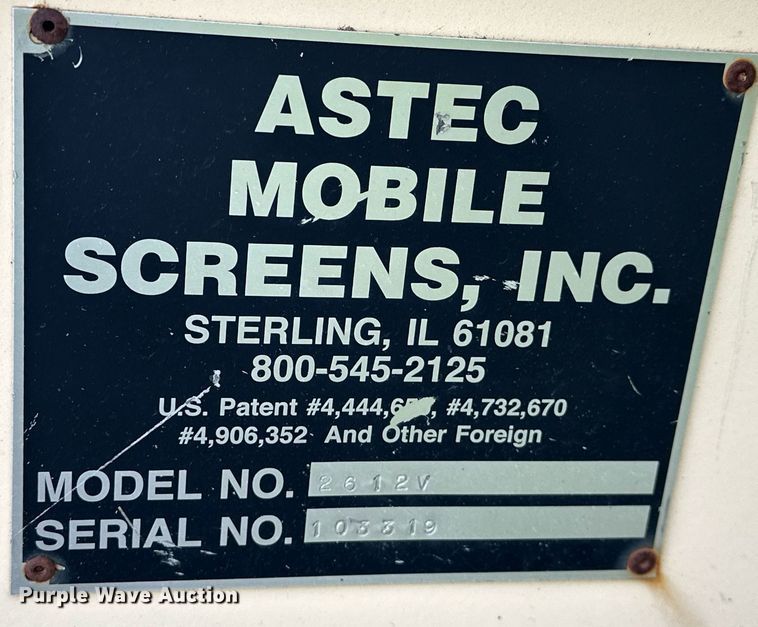 ASTEC
MOBILE
SCREENS, INC.
STERLING, IL 61081
800-545-2125
U.S. Patent #4,732,670
#4,906,352 And Other Foreign
MODEL NO. 2612V
SERIAL NO. 103319
Purple Wave Auction